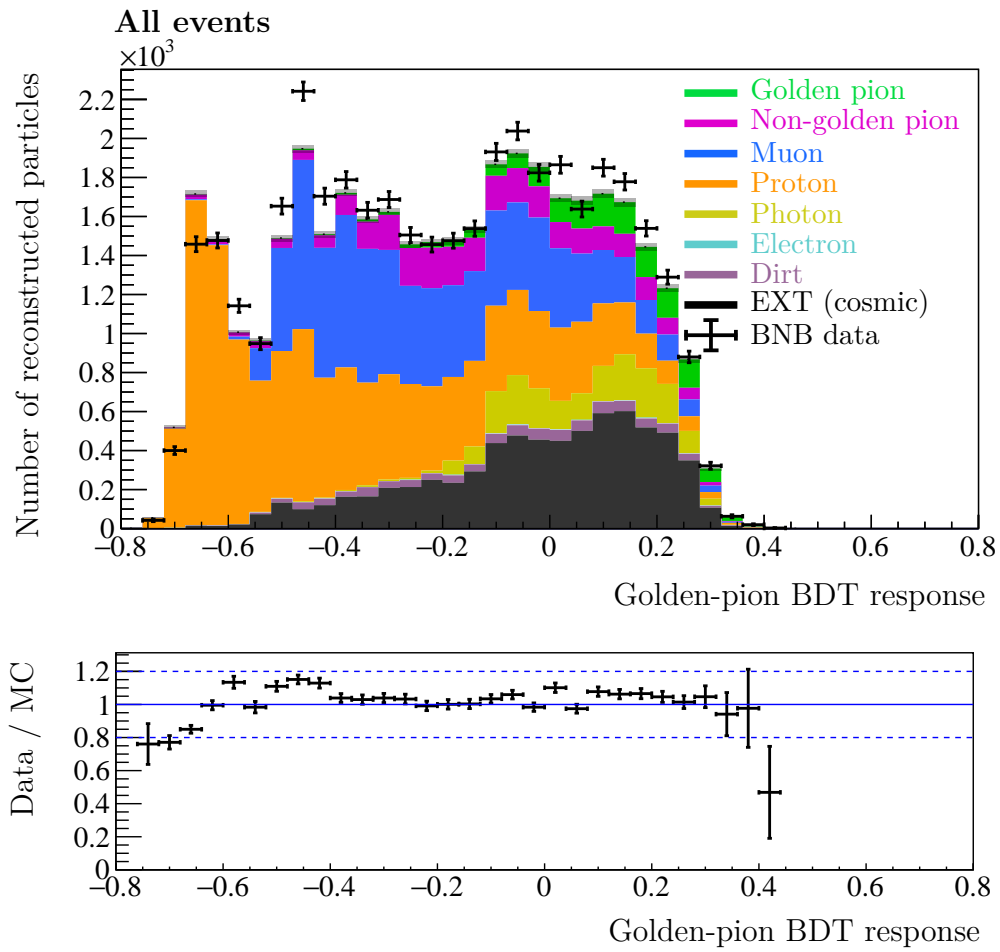 All events
×10³
Number of reconstructed particles
2.2
2
1.8
1.6
1.4
1.2
1
0.8
0.6
0.4
0.2
0
Golden pion
Non-golden pion
Muon
Proton
Photon
Electron
Dirt
EXT (cosmic)
BNB data
−0.8 −0.6 −0.4 −0.2 0 0.2 0.4 0.6 0.8
Golden-pion BDT response
Data / MC
1.2
1
0.8
0.6
0.4
0.2
0
−0.8 −0.6 −0.4 −0.2 0 0.2 0.4 0.6 0.8
Golden-pion BDT response